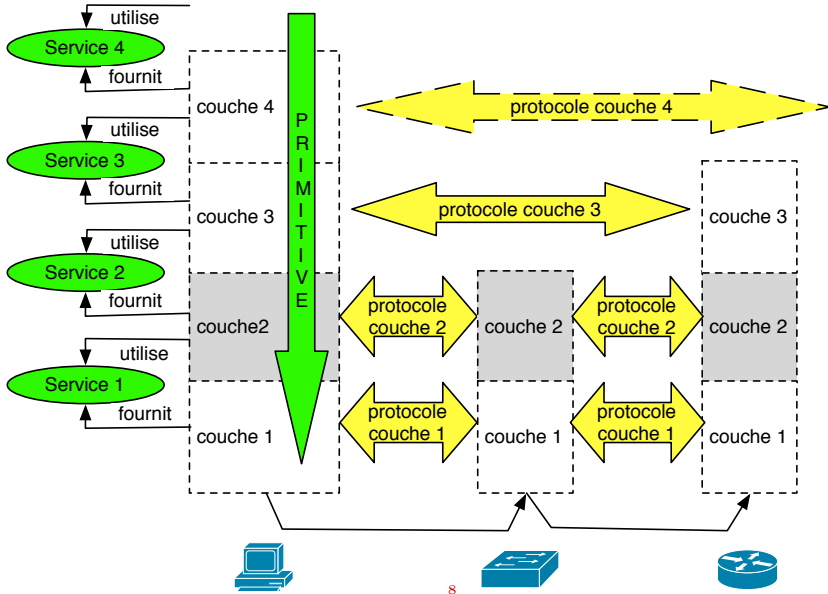 utilise
Service 4
fournit
couche 4
protocole couche 4
utilise
Service 3
fournit
couche 3
protocole couche 3
couche 3
utilise
Service 2
fournit
couche2
protocole
couche 2
couche 2
protocole
couche 2
couche 2
utilise
Service 1
fournit
couche 1
protocole
couche 1
couche 1
protocole
couche 1
couche 1
PRIMITIVE
8